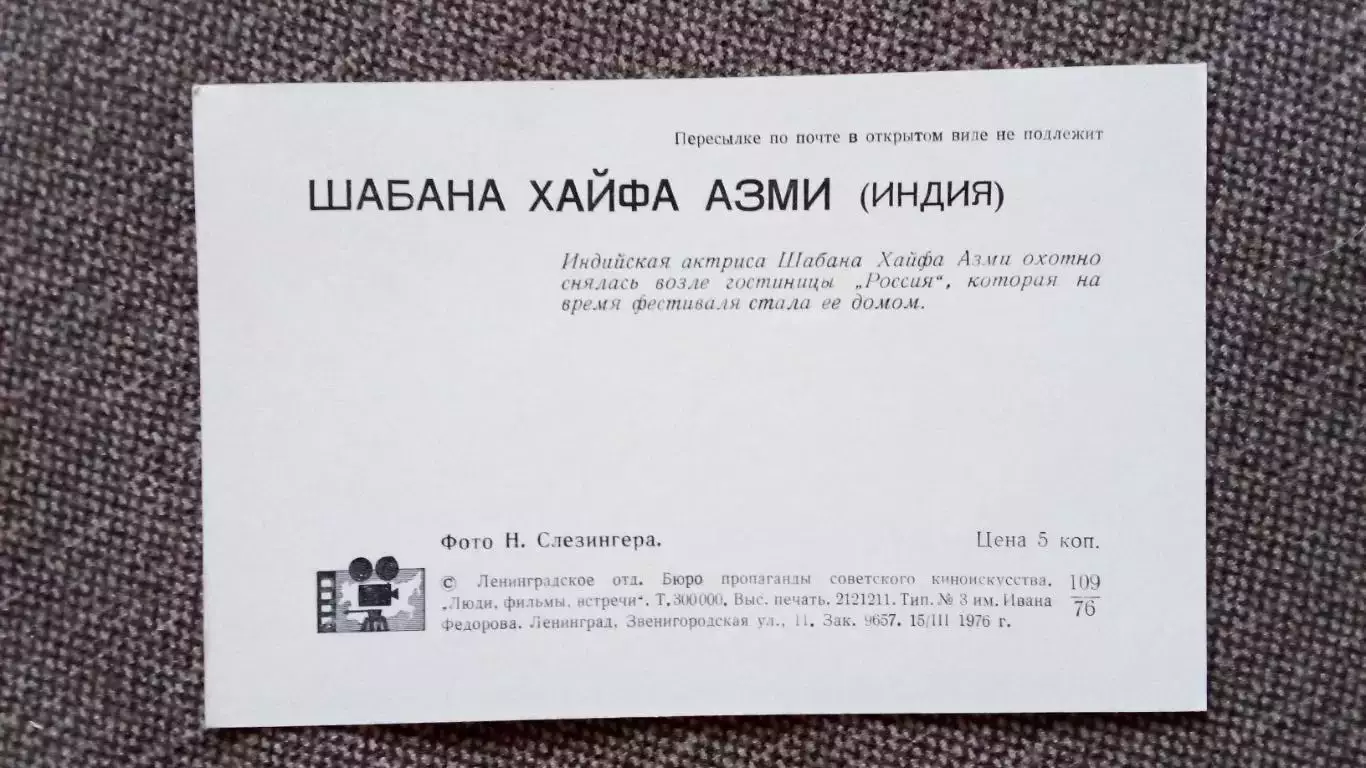 Пересылке по почте в открытом виде не подлежит
ШАБАНА ХАЙФА АЗМИ (ИНДИЯ)
Индийская актриса Шабана Хайфа Азми охотно
снялась возле гостиницы „Россия“, которая на
время фестиваля стала ее домом.
Фото Н. Слезингера. Цена 5 коп.
© Ленинградское отд. Бюро пропаганды советского киноискусства.
„Люди, фильмы, встречи“. Т. 300000. Выс. печать. 2121211. Тип. № 3 им. Ивана
Федорова. Ленинград, Звенигородская ул., 11. Зак. 9657. 15/III 1976 г.
109
76